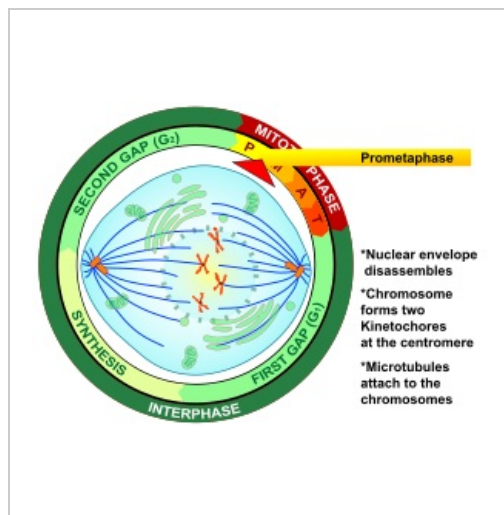 MITOTIC PHASE
SECOND GAP (G₂)
P
M
A
T
Prometaphase
*Nuclear envelope
disassembles
*Chromosome
forms two
Kinetochores
at the centromere
*Microtubules
attach to the
chromosomes
SYNTHESIS
FIRST GAP (G₁)
INTERPHASE